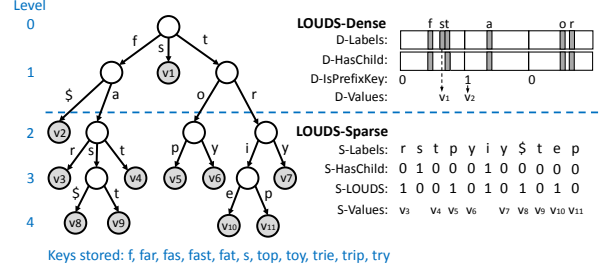 Level
0
1
2
3
4
f
s
t
v1
$
a
o
r
v2
r
s
t
p
y
i
y
v3
$
t
v4
v5
v6
e
p
v7
v8
v9
v10
v11
Keys stored: f, far, fas, fast, fat, s, top, toy, trie, trip, try
LOUDS-Dense
f st a o r
D-Labels:
D-HasChild:
D-IsPrefixKey: 0 1 0
D-Values: v1 v2
LOUDS-Sparse
S-Labels: r s t p y i y $ t e p
S-HasChild: 0 1 0 0 0 1 0 0 0 0 0
S-LOUDS: 1 0 0 1 0 1 0 1 0 1 0
S-Values: v3 v4 v5 v6 v7 v8 v9 v10 v11